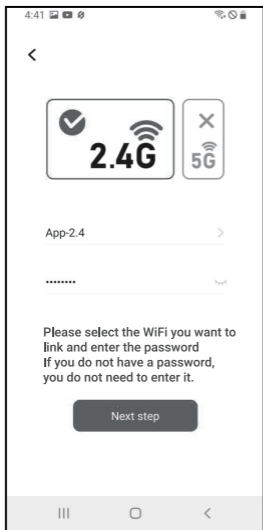 4:41
2.4G
5G
App-2.4
••••••••
Please select the WiFi you want to
link and enter the password
If you do not have a password,
you do not need to enter it.
Next step